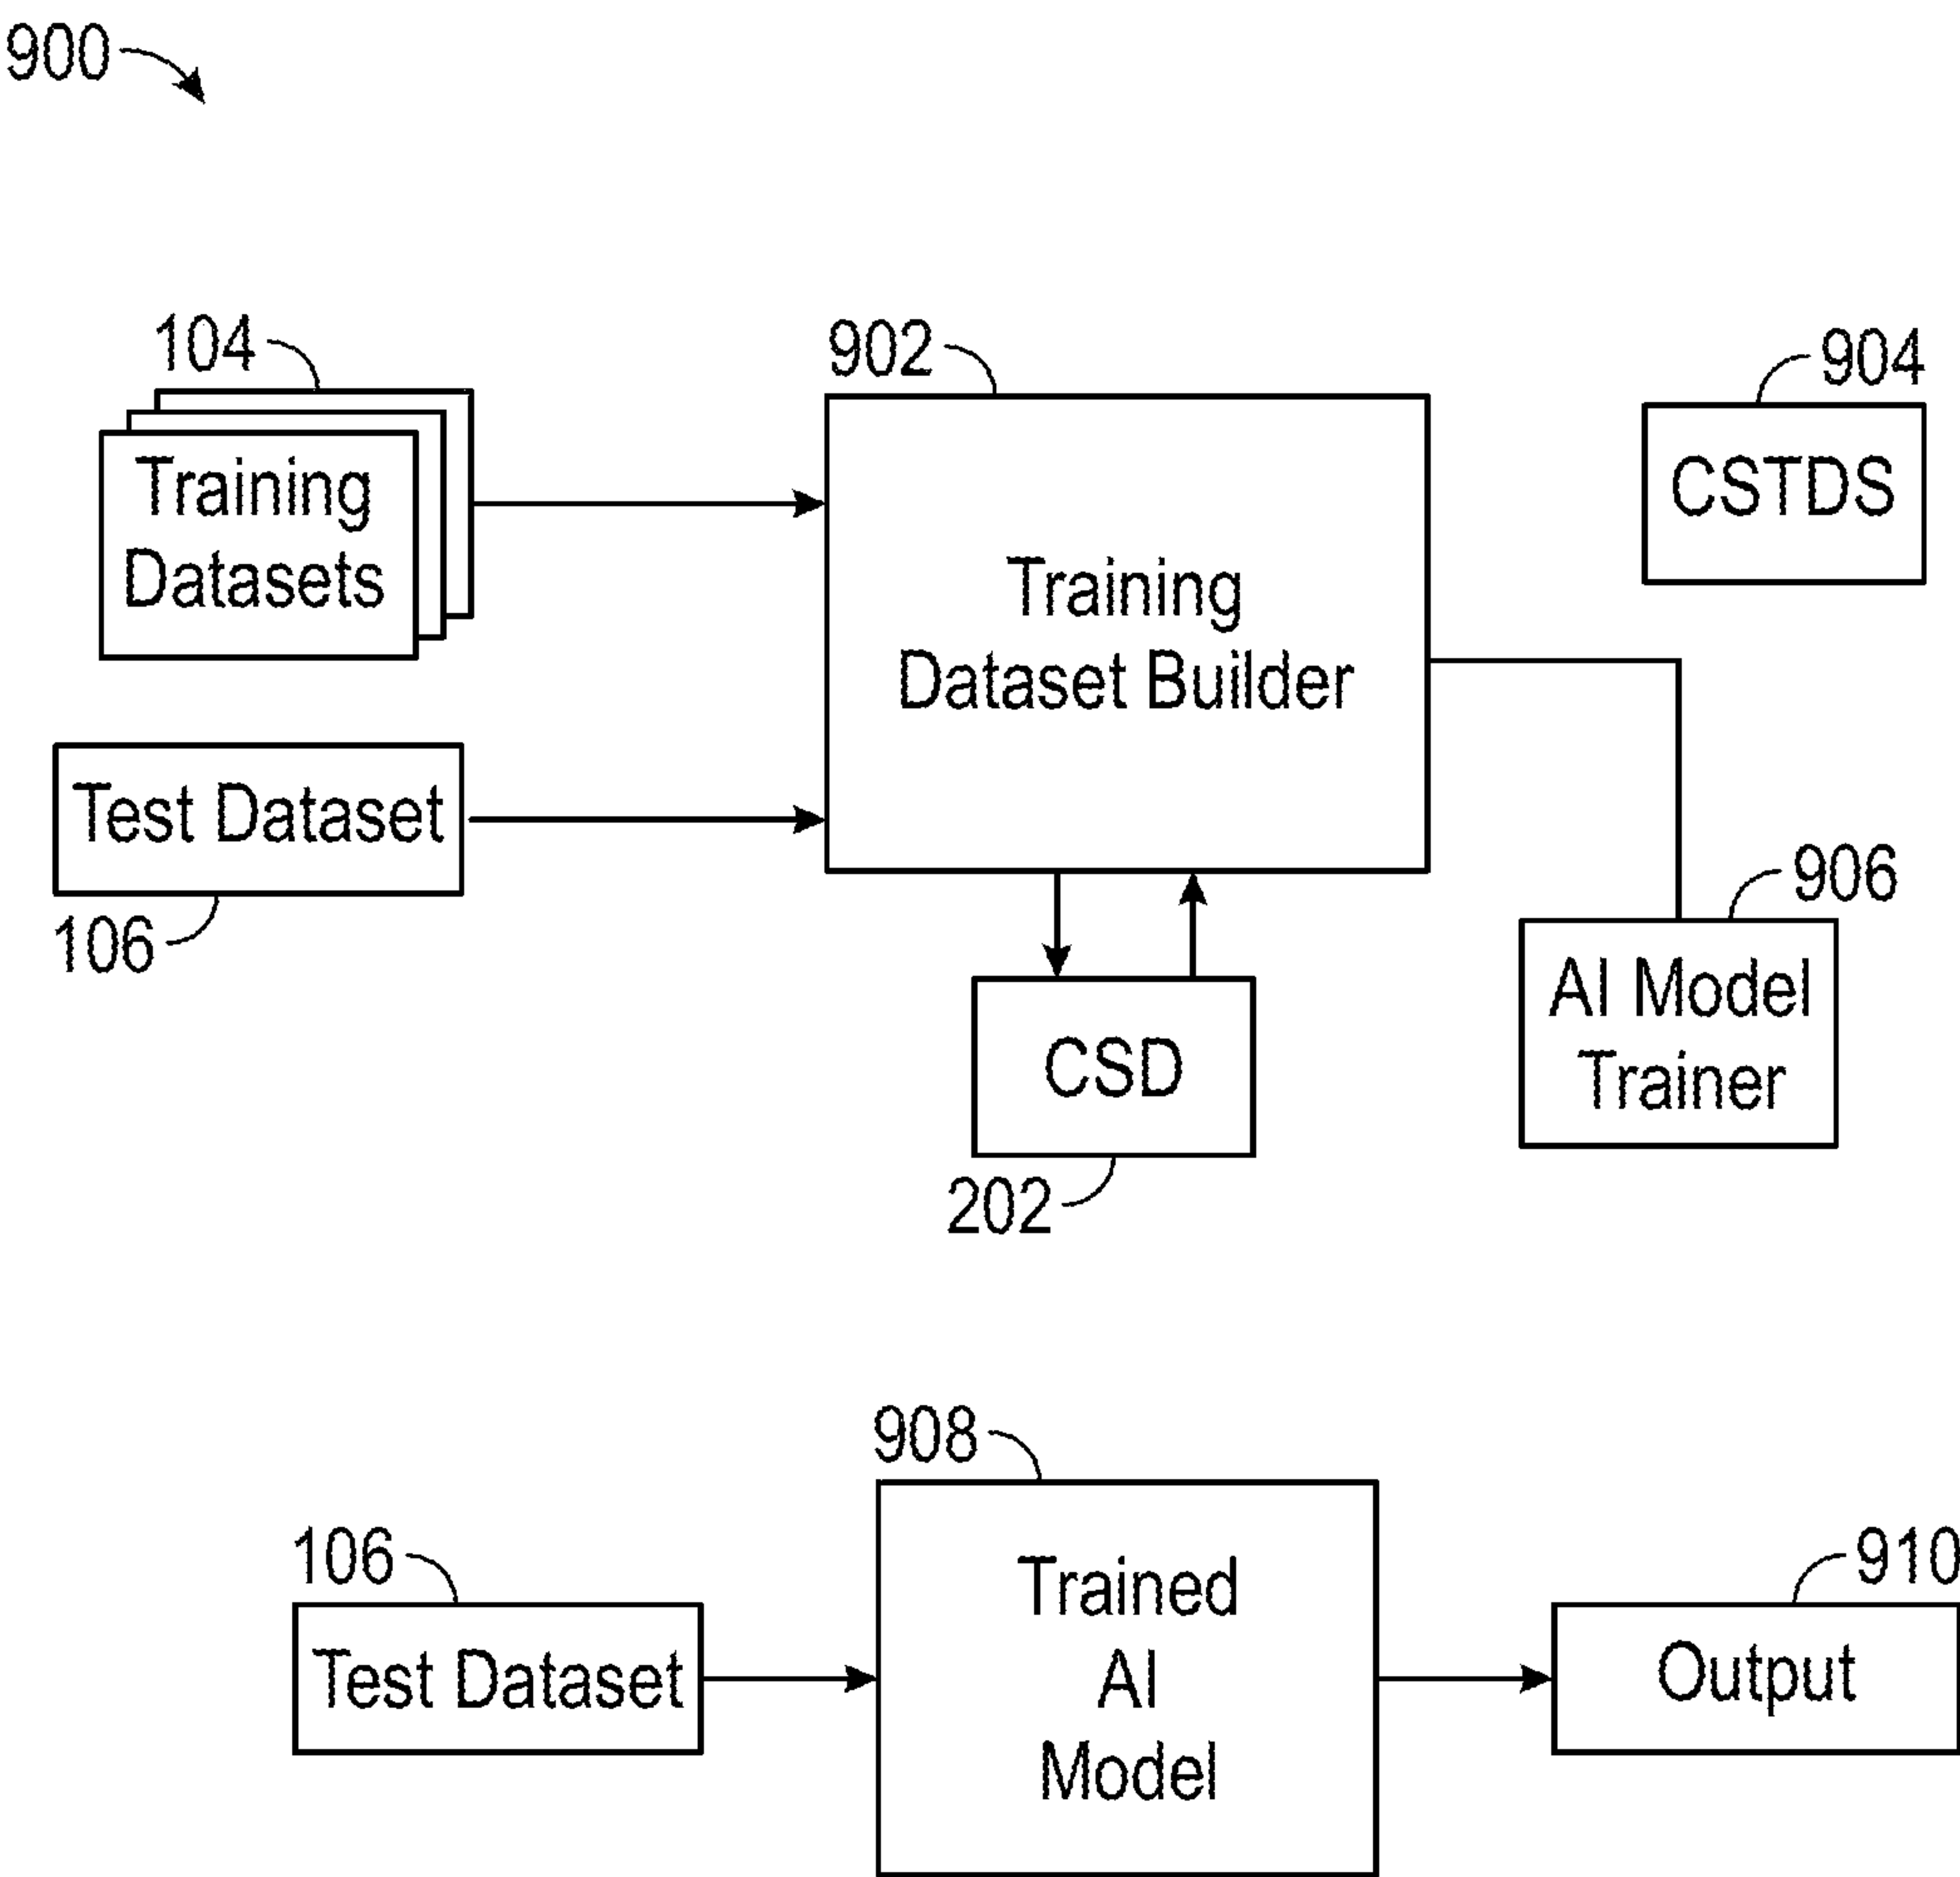 900
104
902
904
Training
Datasets
CSTDS
Training
Dataset Builder
Test Dataset
106
906
AI Model
Trainer
CSD
202
908
106
910
Trained
AI
Model
Test Dataset
Output